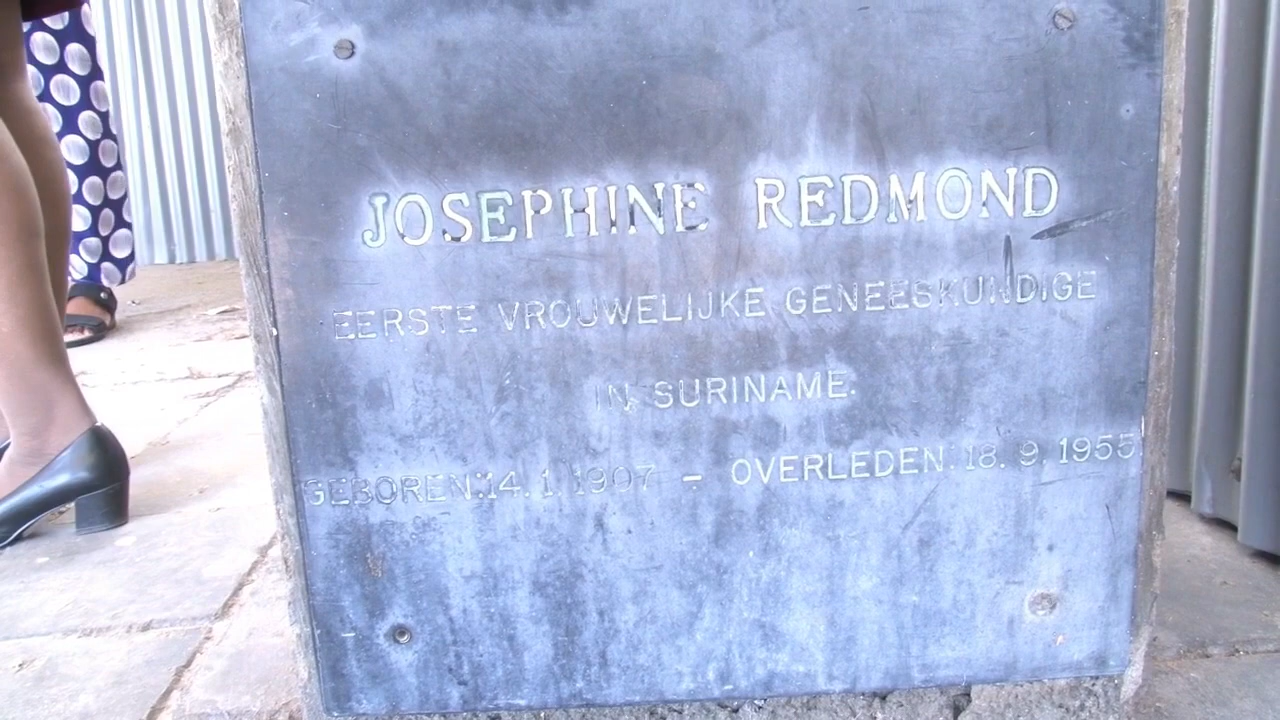 JOSEPHINE REDMOND
EERSTE VROUWELIJKE GENEESKUNDIGE
IN SURINAME.
GEBOREN:14.1.1907 – OVERLEDEN:18.9.1955